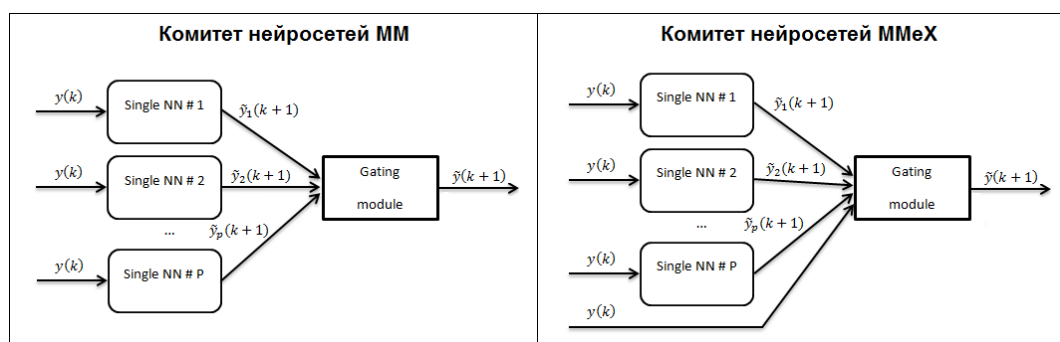 Комитет нейросетей ММ
y(k)
Single NN # 1
ỹ₁(k + 1)
y(k)
Single NN # 2
ỹ₂(k + 1)
Gating
module
ỹ(k + 1)
...
ỹₚ(k + 1)
y(k)
Single NN # P
Комитет нейросетей MMeX
y(k)
Single NN # 1
ỹ₁(k + 1)
y(k)
Single NN # 2
ỹ₂(k + 1)
Gating
module
ỹ(k + 1)
...
ỹₚ(k + 1)
y(k)
Single NN # P
y(k)